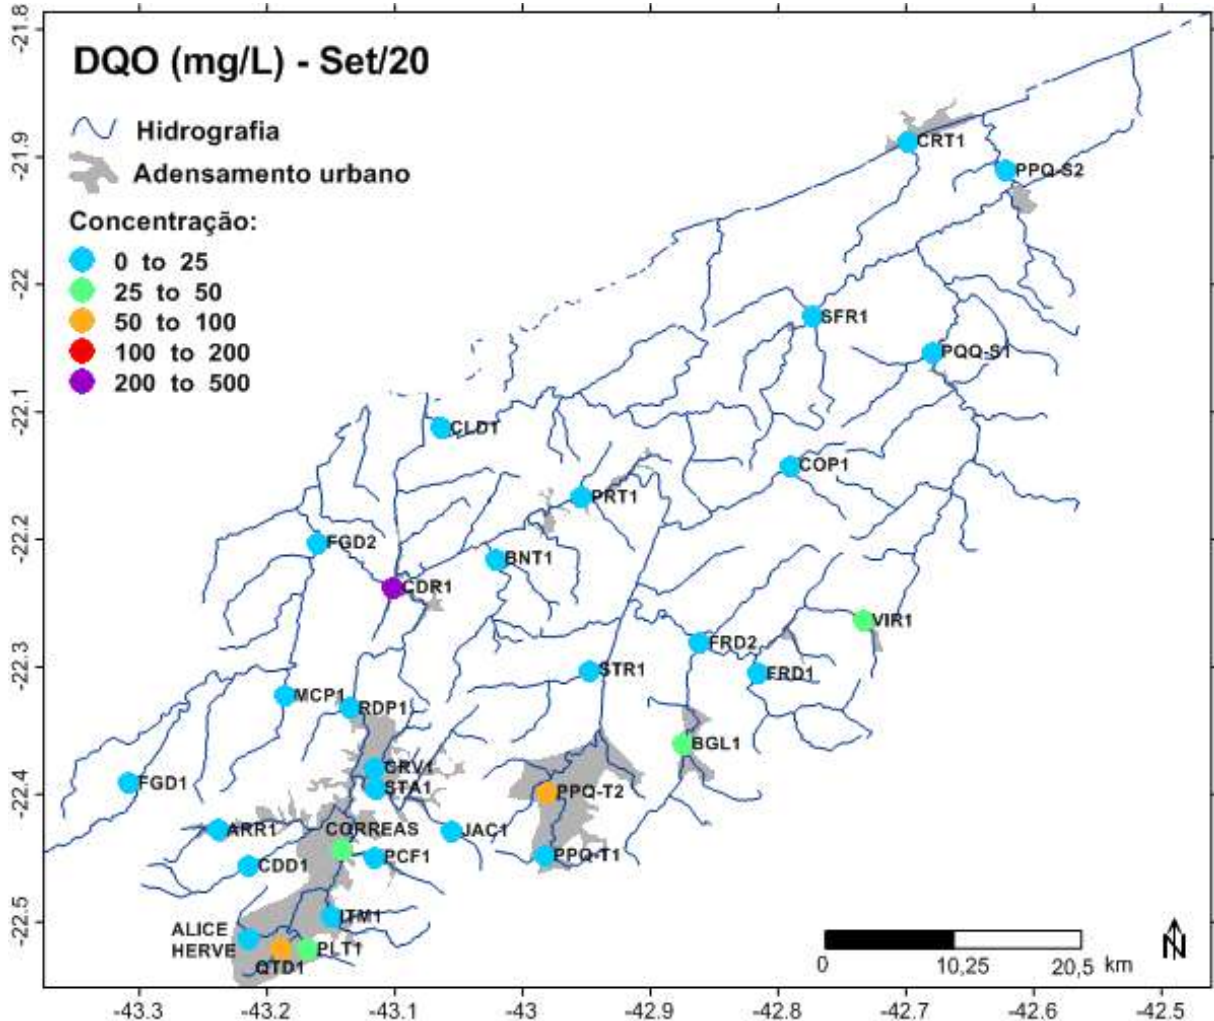 DQO (mg/L) - Set/20
Hidrografia
Adensamento urbano
Concentração:
0 to 25
25 to 50
50 to 100
100 to 200
200 to 500
-21.8
-21.9
-22
-22.1
-22.2
-22.3
-22.4
-22.5
CRT1
PPQ-S2
SFR1
PQQ-S1
CLD1
COP1
PRT1
FGD2
BNT1
CDR1
VIR1
FRD2
STR1
FRD1
MCP1
RDP1
BGL1
CRV1
FGD1
STA1
PPQ-T2
ARR1
CORREAS
JAC1
CDD1
PCF1
PPQ-T1
ITM1
ALICE
HERVE
PLT1
QTD1
N
0 10,25 20,5 km
-43.3 -43.2 -43.1 -43 -42.9 -42.8 -42.7 -42.6 -42.5